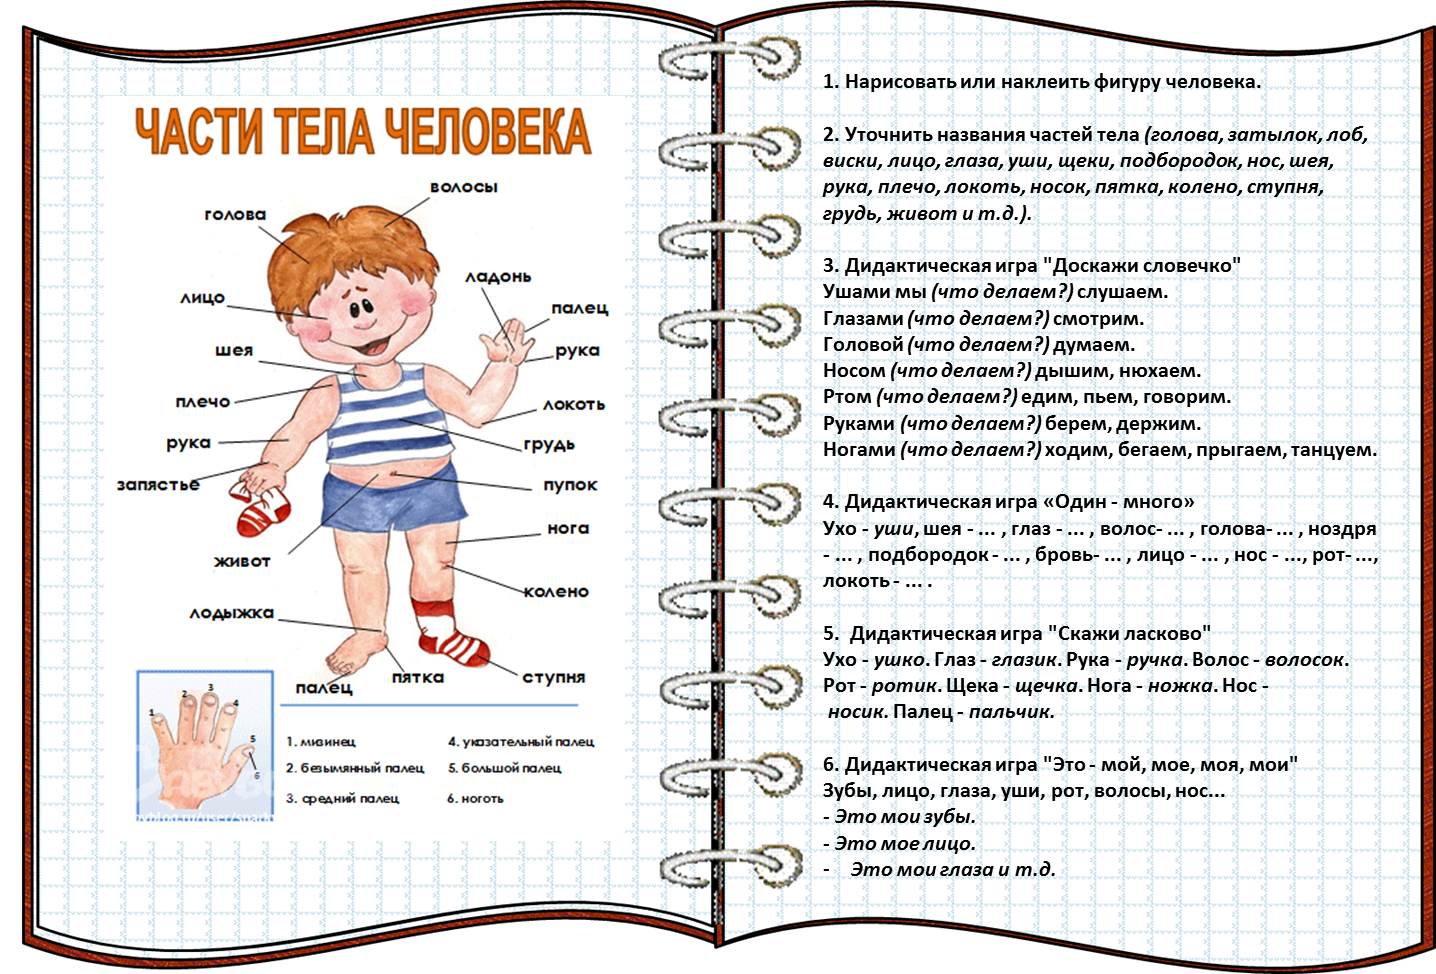 ЧАСТИ ТЕЛА ЧЕЛОВЕКА
волосы
голова
ладонь
лицо
палец
шея
рука
плечо
локоть
рука
грудь
запястье
пупок
нога
живот
колено
лодыжка
пятка
ступня
палец
1
2
3
4
5
6
1. мизинец
2. безымянный палец
3. средний палец
4. указательный палец
5. большой палец
6. ноготь
1. Нарисовать или наклеить фигуру человека.
2. Уточнить названия частей тела (голова, затылок, лоб,
виски, лицо, глаза, уши, щеки, подбородок, нос, шея,
рука, плечо, локоть, носок, пятка, колено, ступня,
грудь, живот и т.д.).
3. Дидактическая игра "Доскажи словечко"
Ушами мы (что делаем?) слушаем.
Глазами (что делаем?) смотрим.
Головой (что делаем?) думаем.
Носом (что делаем?) дышим, нюхаем.
Ртом (что делаем?) едим, пьем, говорим.
Руками (что делаем?) берем, держим.
Ногами (что делаем?) ходим, бегаем, прыгаем, танцуем.
4. Дидактическая игра «Один - много»
Ухо - уши, шея - ... , глаз - ... , волос- ... , голова- ... , ноздря
- ... , подбородок - ... , бровь- ... , лицо - ... , нос - ..., рот- ...,
локоть - ... .
5. Дидактическая игра "Скажи ласково"
Ухо - ушко. Глаз - глазик. Рука - ручка. Волос - волосок.
Рот - ротик. Щека - щечка. Нога - ножка. Нос -
носик. Палец - пальчик.
6. Дидактическая игра "Это - мой, мое, моя, мои"
Зубы, лицо, глаза, уши, рот, волосы, нос...
- Это мои зубы.
- Это мое лицо.
- Это мои глаза и т.д.